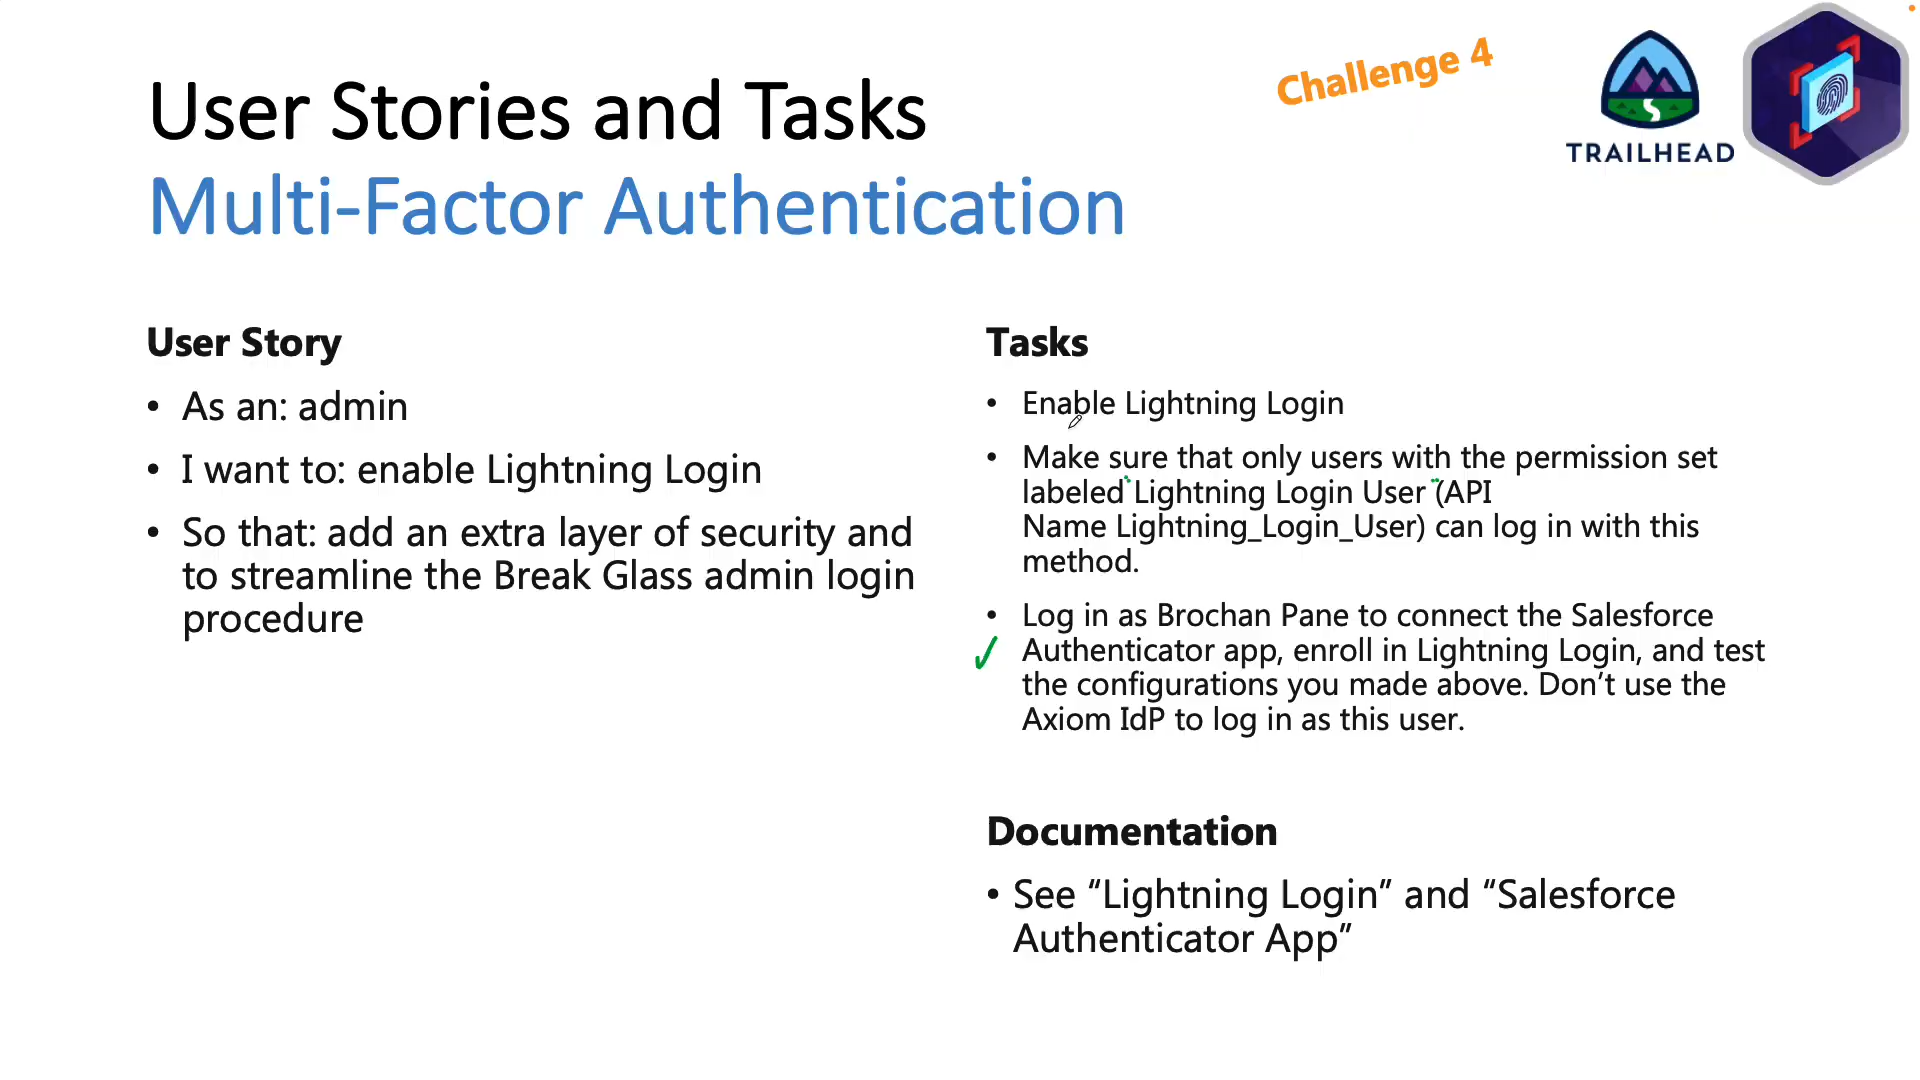 Challenge 4
TRAILHEAD
User Stories and Tasks
Multi-Factor Authentication
User Story
• As an: admin
• I want to: enable Lightning Login
• So that: add an extra layer of security and
to streamline the Break Glass admin login
procedure
Tasks
• Enable Lightning Login
• Make sure that only users with the permission set
labeled Lightning Login User (API
Name Lightning_Login_User) can log in with this
method.
• Log in as Brochan Pane to connect the Salesforce
Authenticator app, enroll in Lightning Login, and test
the configurations you made above. Don’t use the
Axiom IdP to log in as this user.
Documentation
• See “Lightning Login” and “Salesforce
Authenticator App”